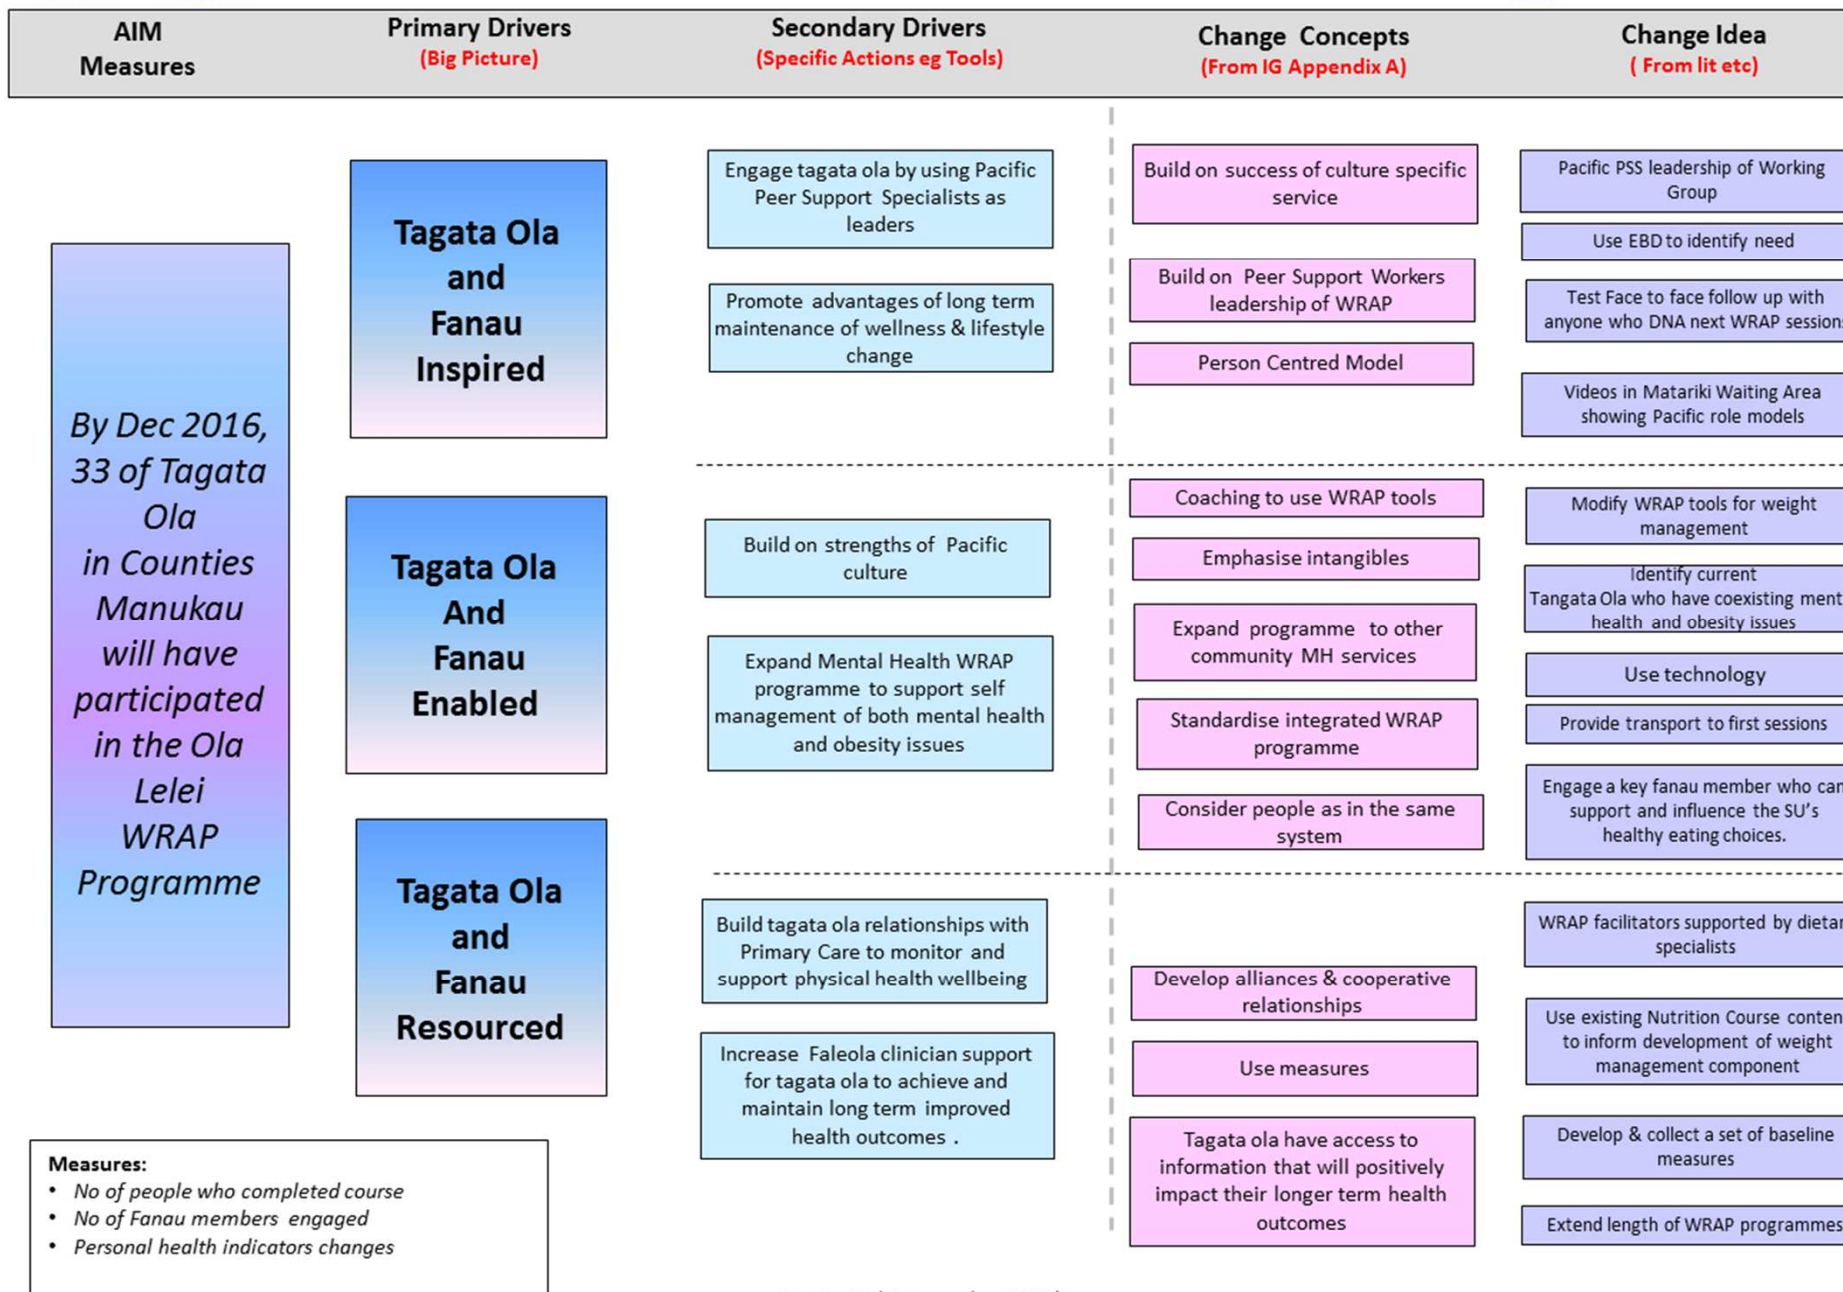 AIM
Measures
Primary Drivers
(Big Picture)
Secondary Drivers
(Specific Actions eg Tools)
Change Concepts
(From IG Appendix A)
Change Idea
( From lit etc)
By Dec 2016,
33 of Tagata
Ola
in Counties
Manukau
will have
participated
in the Ola
Lelei
WRAP
Programme
Tagata Ola
and
Fanau
Inspired
Engage tagata ola by using Pacific
Peer Support Specialists as
leaders
Promote advantages of long term
maintenance of wellness & lifestyle
change
Build on success of culture specific
service
Build on Peer Support Workers
leadership of WRAP
Person Centred Model
Pacific PSS leadership of Working
Group
Use EBD to identify need
Test Face to face follow up with
anyone who DNA next WRAP sessions
Videos in Matariki Waiting Area
showing Pacific role models
Tagata Ola
And
Fanau
Enabled
Build on strengths of Pacific
culture
Expand Mental Health WRAP
programme to support self
management of both mental health
and obesity issues
Coaching to use WRAP tools
Emphasise intangibles
Expand programme to other
community MH services
Standardise integrated WRAP
programme
Consider people as in the same
system
Modify WRAP tools for weight
management
Identify current
Tangata Ola who have coexisting ment
health and obesity issues
Use technology
Provide transport to first sessions
Engage a key fanau member who can
support and influence the SU's
healthy eating choices.
Tagata Ola
and
Fanau
Resourced
Build tagata ola relationships with
Primary Care to monitor and
support physical health wellbeing
Increase Faleola clinician support
for tagata ola to achieve and
maintain long term improved
health outcomes .
Develop alliances & cooperative
relationships
Use measures
Tagata ola have access to
information that will positively
impact their longer term health
outcomes
WRAP facilitators supported by dietar
specialists
Use existing Nutrition Course conten
to inform development of weight
management component
Develop & collect a set of baseline
measures
Extend length of WRAP programmes
Measures:
• No of people who completed course
• No of Fanau members engaged
• Personal health indicators changes